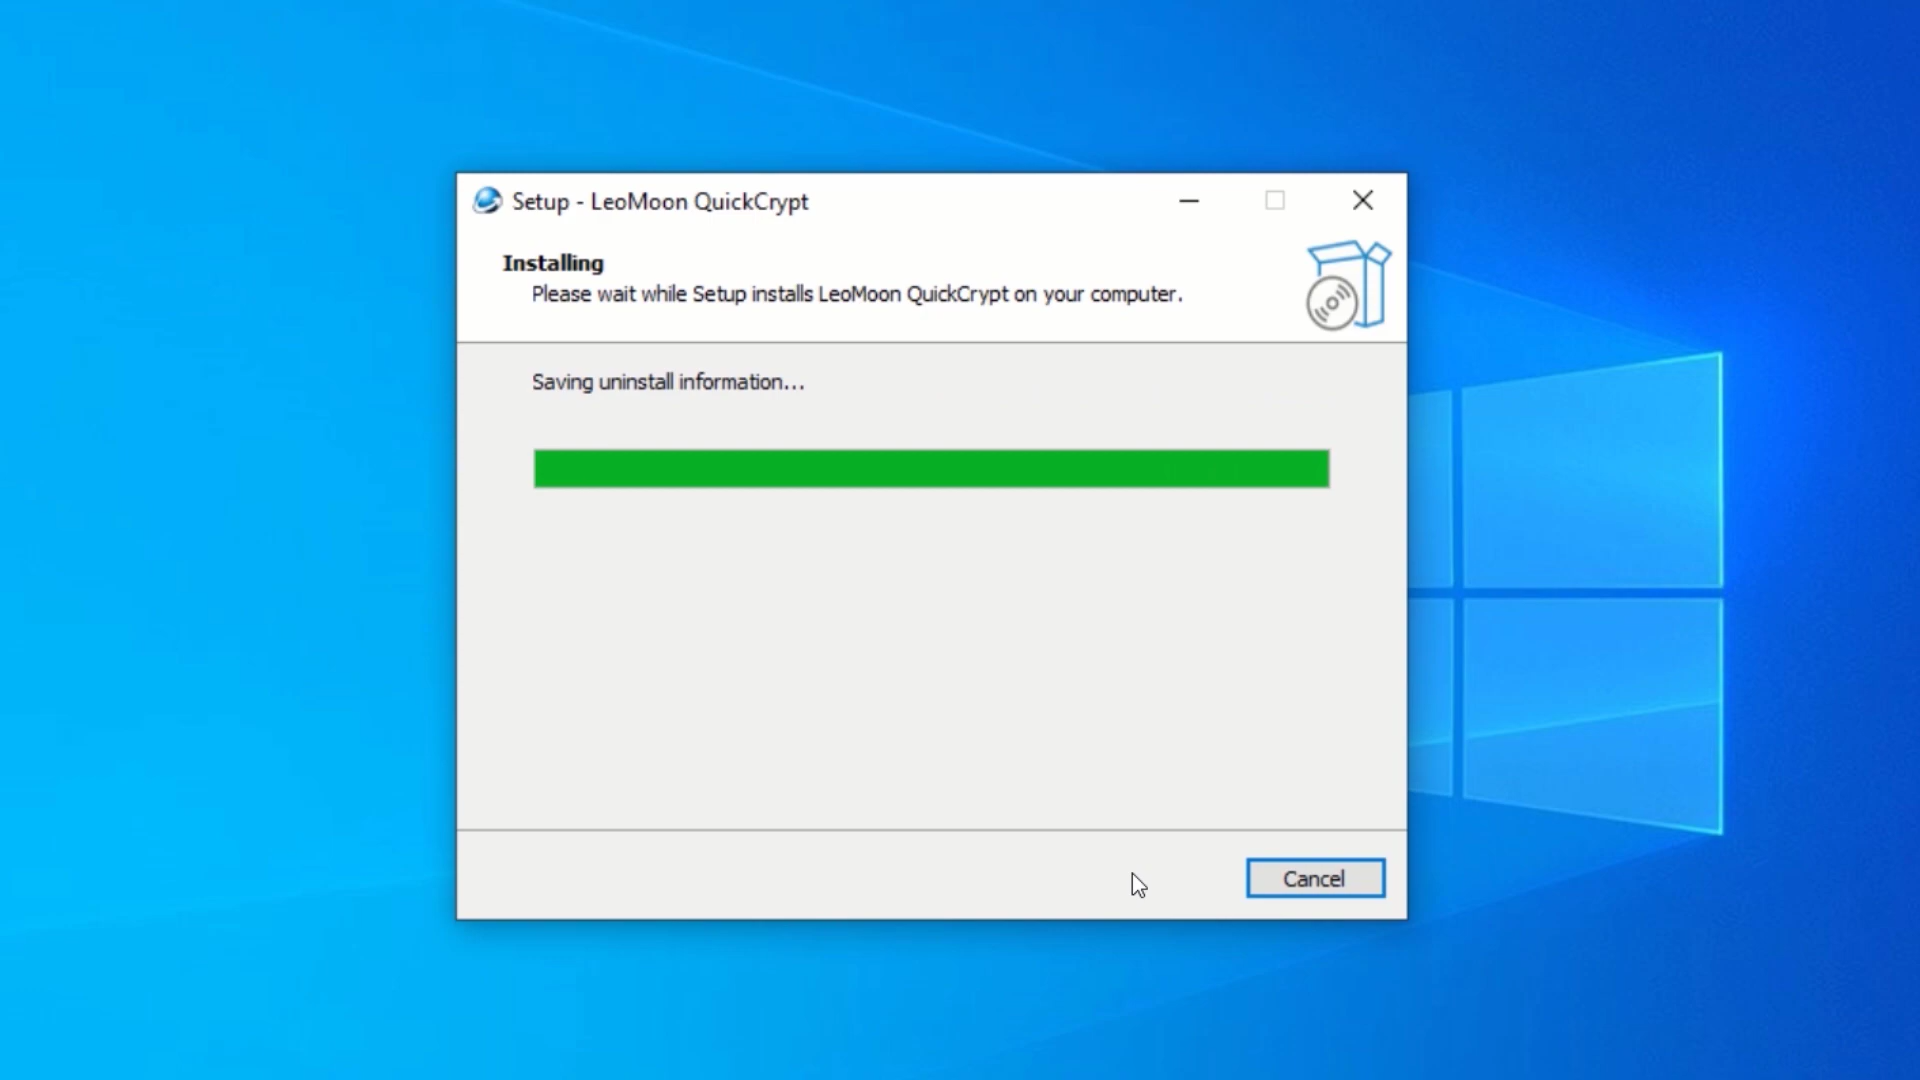 Setup - LeoMoon QuickCrypt
Installing
Please wait while Setup installs LeoMoon QuickCrypt on your computer.
Saving uninstall information...
Cancel